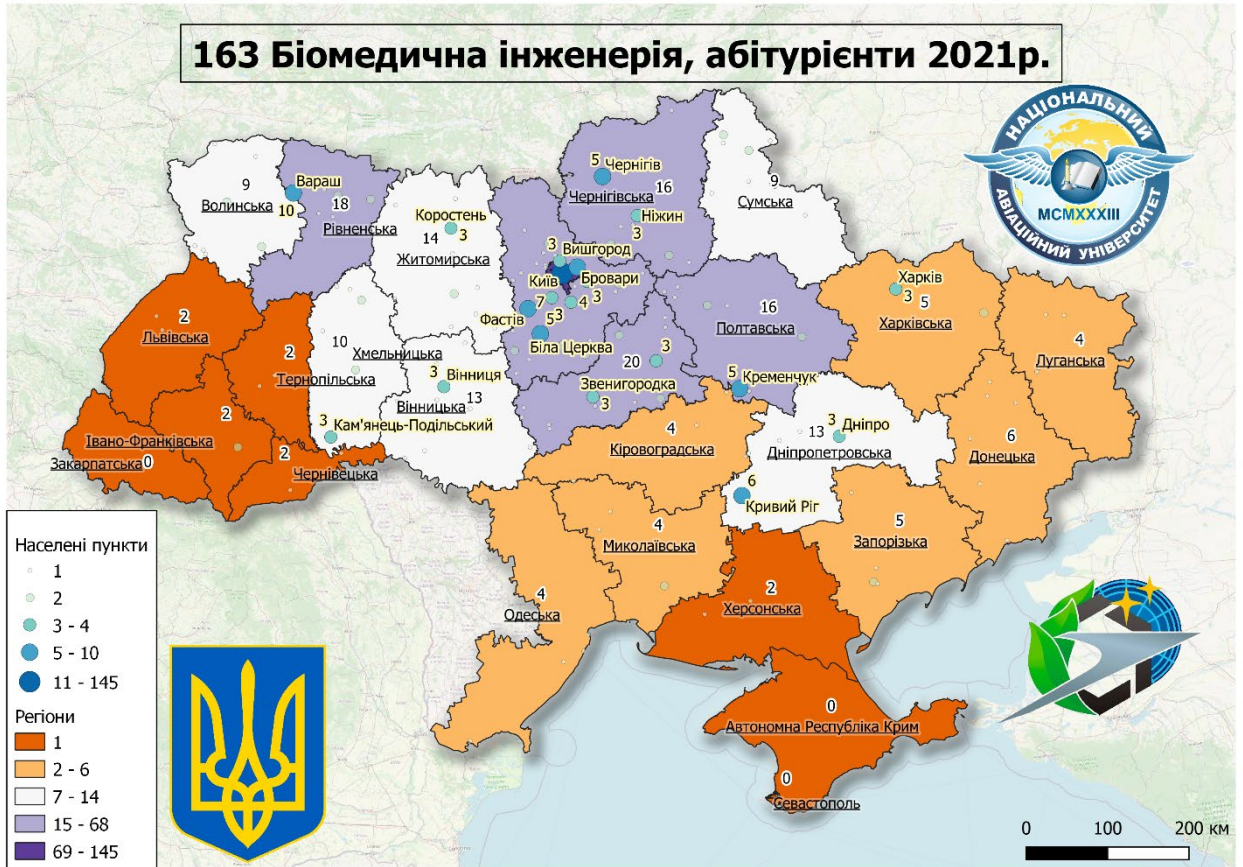 163 Біомедична інженерія, абітурієнти 2021р.
НАЦІОНАЛЬНИЙ
АВІАЦІЙНИЙ УНІВЕРСИТЕТ
MCMXXXIII
9
Волинська
Вараш
10
18
Рівненська
Коростень
3
14
Житомирська
5
Чернігів
16
Чернігівська
Ніжин
3
9
Сумська
3
Вишгород
Київ
Бровари
3
4
7
Фастів
5
3
Біла Церква
16
Полтавська
Харків
3
5
Харківська
4
Луганська
2
Львівська
2
Тернопільська
10
Хмельницька
3
Вінниця
Вінницька
13
3
Кам'янець-Подільський
20
3
Звенигородка
3
5
Кременчук
2
Івано-Франківська
Закарпатська
0
2
Чернівецька
4
Кіровоградська
3
Дніпро
13
Дніпропетровська
6
Кривий Ріг
6
Донецька
4
Миколаївська
5
Запорізька
4
Одеська
2
Херсонська
0
Автономна Республіка Крим
0
Севастополь
Населені пункти
1
2
3 - 4
5 - 10
11 - 145
Регіони
1
2 - 6
7 - 14
15 - 68
69 - 145
0 100 200 км